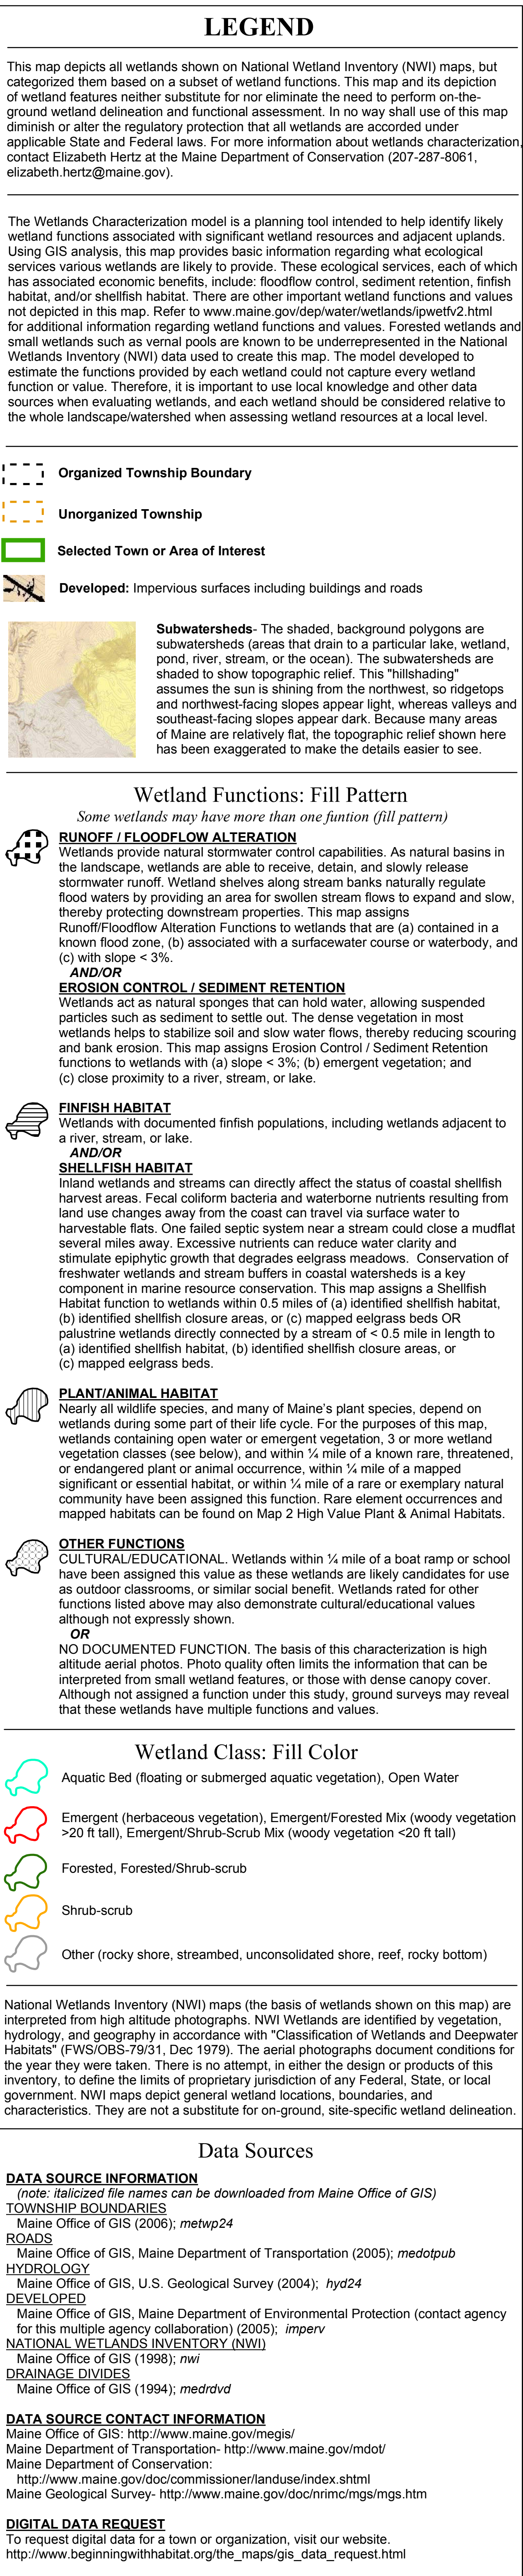 LEGEND
This map depicts all wetlands shown on National Wetland Inventory (NWI) maps, but
categorized them based on a subset of wetland functions. This map and its depiction
of wetland features neither substitute for nor eliminate the need to perform on-the-
ground wetland delineation and functional assessment. In no way shall use of this map
diminish or alter the regulatory protection that all wetlands are accorded under
applicable State and Federal laws. For more information about wetlands characterization,
contact Elizabeth Hertz at the Maine Department of Conservation (207-287-8061,
elizabeth.hertz@maine.gov).
The Wetlands Characterization model is a planning tool intended to help identify likely
wetland functions associated with significant wetland resources and adjacent uplands.
Using GIS analysis, this map provides basic information regarding what ecological
services various wetlands are likely to provide. These ecological services, each of which
has associated economic benefits, include: floodflow control, sediment retention, finfish
habitat, and/or shellfish habitat. There are other important wetland functions and values
not depicted in this map. Refer to www.maine.gov/dep/water/wetlands/ipwetfv2.html
for additional information regarding wetland functions and values. Forested wetlands and
small wetlands such as vernal pools are known to be underrepresented in the National
Wetlands Inventory (NWI) data used to create this map. The model developed to
estimate the functions provided by each wetland could not capture every wetland
function or value. Therefore, it is important to use local knowledge and other data
sources when evaluating wetlands, and each wetland should be considered relative to
the whole landscape/watershed when assessing wetland resources at a local level.
Organized Township Boundary
Unorganized Township
Selected Town or Area of Interest
Developed: Impervious surfaces including buildings and roads
Subwatersheds- The shaded, background polygons are
subwatersheds (areas that drain to a particular lake, wetland,
pond, river, stream, or the ocean). The subwatersheds are
shaded to show topographic relief. This "hillshading"
assumes the sun is shining from the northwest, so ridgetops
and northwest-facing slopes appear light, whereas valleys and
southeast-facing slopes appear dark. Because many areas
of Maine are relatively flat, the topographic relief shown here
has been exaggerated to make the details easier to see.
Wetland Functions: Fill Pattern
Some wetlands may have more than one funtion (fill pattern)
RUNOFF / FLOODFLOW ALTERATION
Wetlands provide natural stormwater control capabilities. As natural basins in
the landscape, wetlands are able to receive, detain, and slowly release
stormwater runoff. Wetland shelves along stream banks naturally regulate
flood waters by providing an area for swollen stream flows to expand and slow,
thereby protecting downstream properties. This map assigns
Runoff/Floodflow Alteration Functions to wetlands that are (a) contained in a
known flood zone, (b) associated with a surfacewater course or waterbody, and
(c) with slope < 3%.
AND/OR
EROSION CONTROL / SEDIMENT RETENTION
Wetlands act as natural sponges that can hold water, allowing suspended
particles such as sediment to settle out. The dense vegetation in most
wetlands helps to stabilize soil and slow water flows, thereby reducing scouring
and bank erosion. This map assigns Erosion Control / Sediment Retention
functions to wetlands with (a) slope < 3%; (b) emergent vegetation; and
(c) close proximity to a river, stream, or lake.
FINFISH HABITAT
Wetlands with documented finfish populations, including wetlands adjacent to
a river, stream, or lake.
AND/OR
SHELLFISH HABITAT
Inland wetlands and streams can directly affect the status of coastal shellfish
harvest areas. Fecal coliform bacteria and waterborne nutrients resulting from
land use changes away from the coast can travel via surface water to
harvestable flats. One failed septic system near a stream could close a mudflat
several miles away. Excessive nutrients can reduce water clarity and
stimulate epiphytic growth that degrades eelgrass meadows. Conservation of
freshwater wetlands and stream buffers in coastal watersheds is a key
component in marine resource conservation. This map assigns a Shellfish
Habitat function to wetlands within 0.5 miles of (a) identified shellfish habitat,
(b) identified shellfish closure areas, or (c) mapped eelgrass beds OR
palustrine wetlands directly connected by a stream of < 0.5 mile in length to
(a) identified shellfish habitat, (b) identified shellfish closure areas, or
(c) mapped eelgrass beds.
PLANT/ANIMAL HABITAT
Nearly all wildlife species, and many of Maine's plant species, depend on
wetlands during some part of their life cycle. For the purposes of this map,
wetlands containing open water or emergent vegetation, 3 or more wetland
vegetation classes (see below), and within ¼ mile of a known rare, threatened,
or endangered plant or animal occurrence, within ¼ mile of a mapped
significant or essential habitat, or within ¼ mile of a rare or exemplary natural
community have been assigned this function. Rare element occurrences and
mapped habitats can be found on Map 2 High Value Plant & Animal Habitats.
OTHER FUNCTIONS
CULTURAL/EDUCATIONAL. Wetlands within ¼ mile of a boat ramp or school
have been assigned this value as these wetlands are likely candidates for use
as outdoor classrooms, or similar social benefit. Wetlands rated for other
functions listed above may also demonstrate cultural/educational values
although not expressly shown.
OR
NO DOCUMENTED FUNCTION. The basis of this characterization is high
altitude aerial photos. Photo quality often limits the information that can be
interpreted from small wetland features, or those with dense canopy cover.
Although not assigned a function under this study, ground surveys may reveal
that these wetlands have multiple functions and values.
Wetland Class: Fill Color
Aquatic Bed (floating or submerged aquatic vegetation), Open Water
Emergent (herbaceous vegetation), Emergent/Forested Mix (woody vegetation
>20 ft tall), Emergent/Shrub-Scrub Mix (woody vegetation <20 ft tall)
Forested, Forested/Shrub-scrub
Shrub-scrub
Other (rocky shore, streambed, unconsolidated shore, reef, rocky bottom)
National Wetlands Inventory (NWI) maps (the basis of wetlands shown on this map) are
interpreted from high altitude photographs. NWI Wetlands are identified by vegetation,
hydrology, and geography in accordance with "Classification of Wetlands and Deepwater
Habitats" (FWS/OBS-79/31, Dec 1979). The aerial photographs document conditions for
the year they were taken. There is no attempt, in either the design or products of this
inventory, to define the limits of proprietary jurisdiction of any Federal, State, or local
government. NWI maps depict general wetland locations, boundaries, and
characteristics. They are not a substitute for on-ground, site-specific wetland delineation.
Data Sources
DATA SOURCE INFORMATION
(note: italicized file names can be downloaded from Maine Office of GIS)
TOWNSHIP BOUNDARIES
Maine Office of GIS (2006); metwp24
ROADS
Maine Office of GIS, Maine Department of Transportation (2005); medotpub
HYDROLOGY
Maine Office of GIS, U.S. Geological Survey (2004); hyd24
DEVELOPED
Maine Office of GIS, Maine Department of Environmental Protection (contact agency
for this multiple agency collaboration) (2005); imperv
NATIONAL WETLANDS INVENTORY (NWI)
Maine Office of GIS (1998); nwi
DRAINAGE DIVIDES
Maine Office of GIS (1994); medrdvd
DATA SOURCE CONTACT INFORMATION
Maine Office of GIS: http://www.maine.gov/megis/
Maine Department of Transportation- http://www.maine.gov/mdot/
Maine Department of Conservation:
http://www.maine.gov/doc/commissioner/landuse/index.shtml
Maine Geological Survey- http://www.maine.gov/doc/nrimc/mgs/mgs.htm
DIGITAL DATA REQUEST
To request digital data for a town or organization, visit our website.
http://www.beginningwithhabitat.org/the_maps/gis_data_request.html